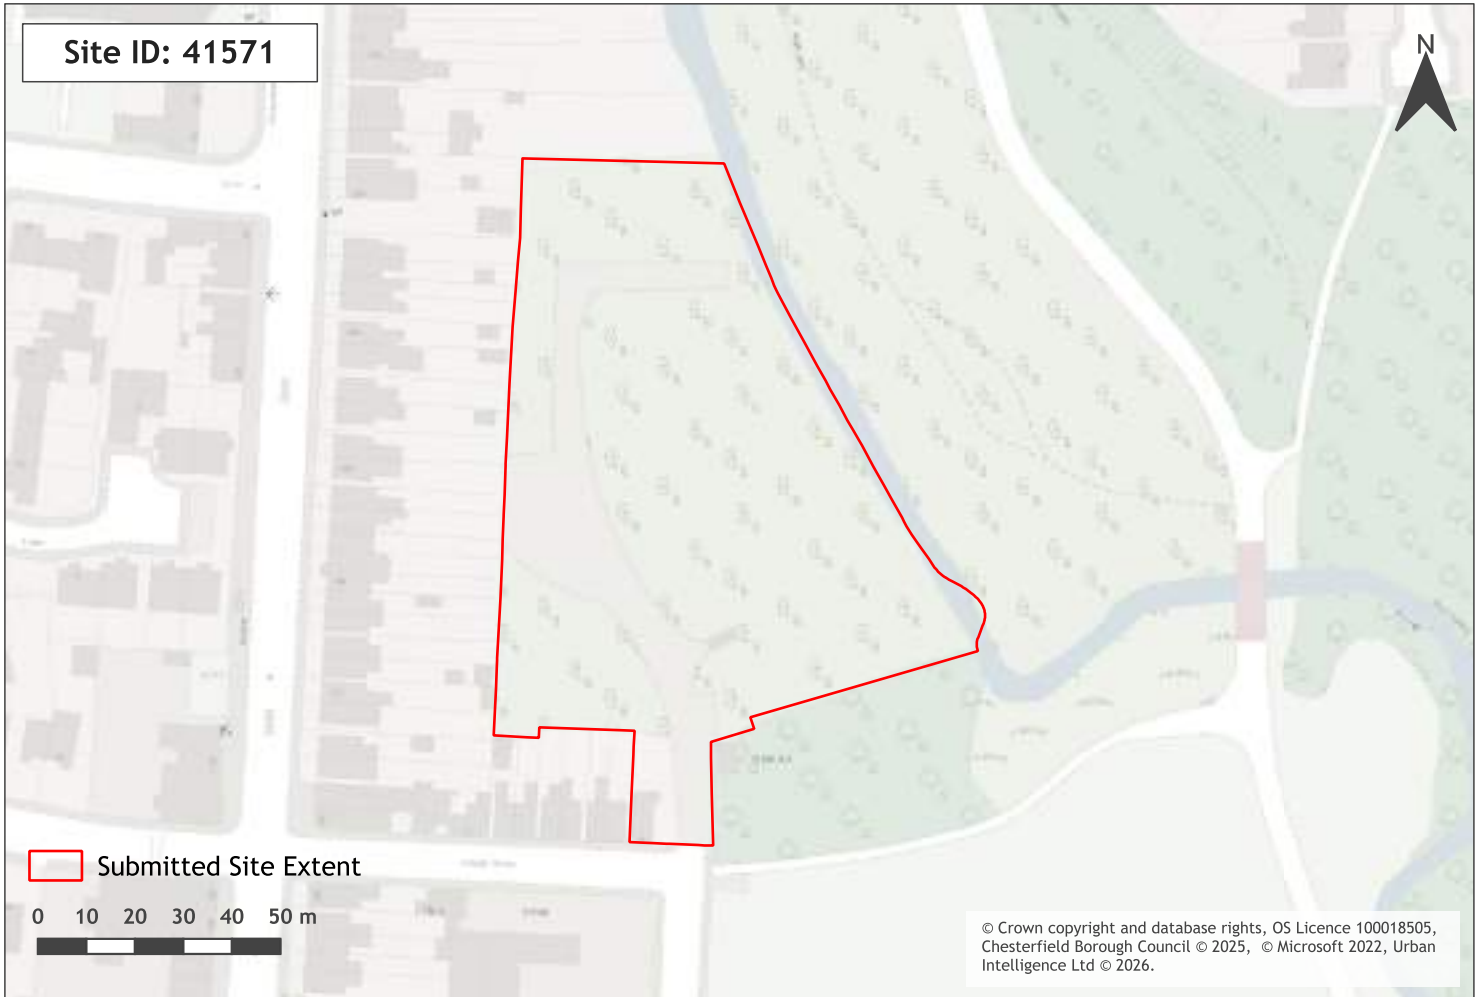 Site ID: 41571
N
Submitted Site Extent
0 10 20 30 40 50 m
© Crown copyright and database rights, OS Licence 100018505,
Chesterfield Borough Council © 2025, © Microsoft 2022, Urban
Intelligence Ltd © 2026.